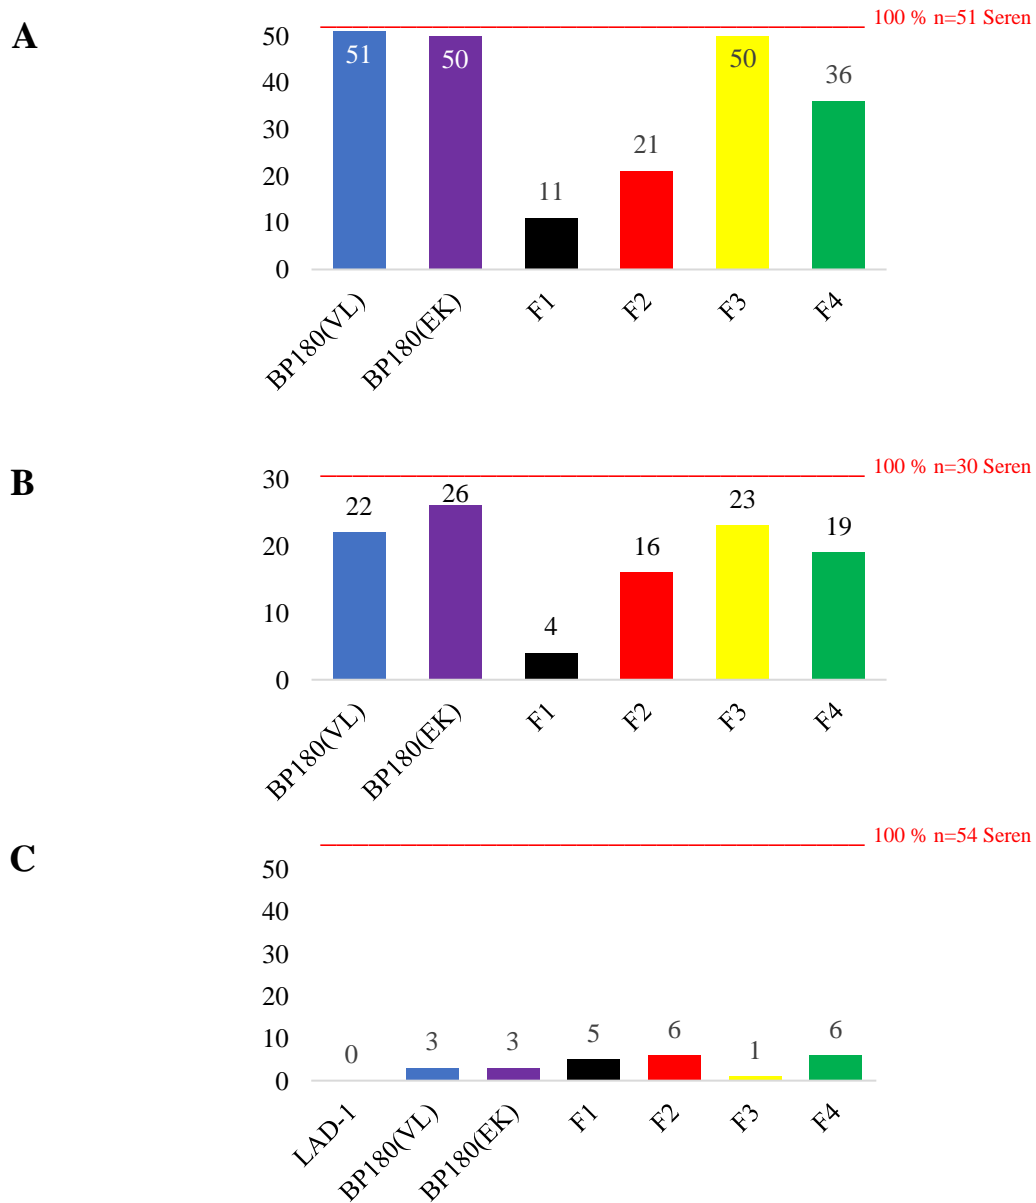 A
100 % n=51 Seren
50
40
30
20
10
0
51
50
11
21
50
36
BP180(VL)
BP180(EK)
F1
F2
F3
F4
B
100 % n=30 Seren
30
20
10
0
22
26
4
16
23
19
BP180(VL)
BP180(EK)
F1
F2
F3
F4
C
100 % n=54 Seren
50
40
30
20
10
0
0
3
3
5
6
1
6
LAD-1
BP180(VL)
BP180(EK)
F1
F2
F3
F4